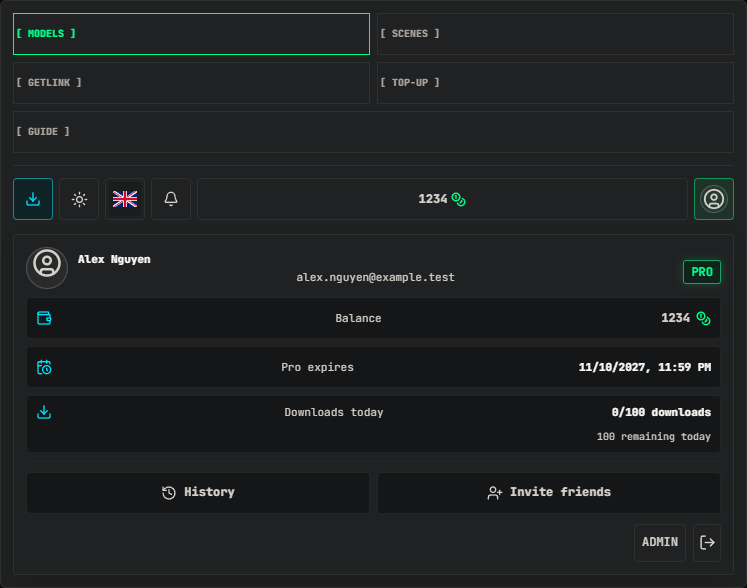 [ MODELS ]
[ SCENES ]
[ GETLINK ]
[ TOP-UP ]
[ GUIDE ]
1234
Alex Nguyen
alex.nguyen@example.test
PRO
Balance
1234
Pro expires
11/10/2027, 11:59 PM
Downloads today
0/100 downloads
100 remaining today
History
Invite friends
ADMIN